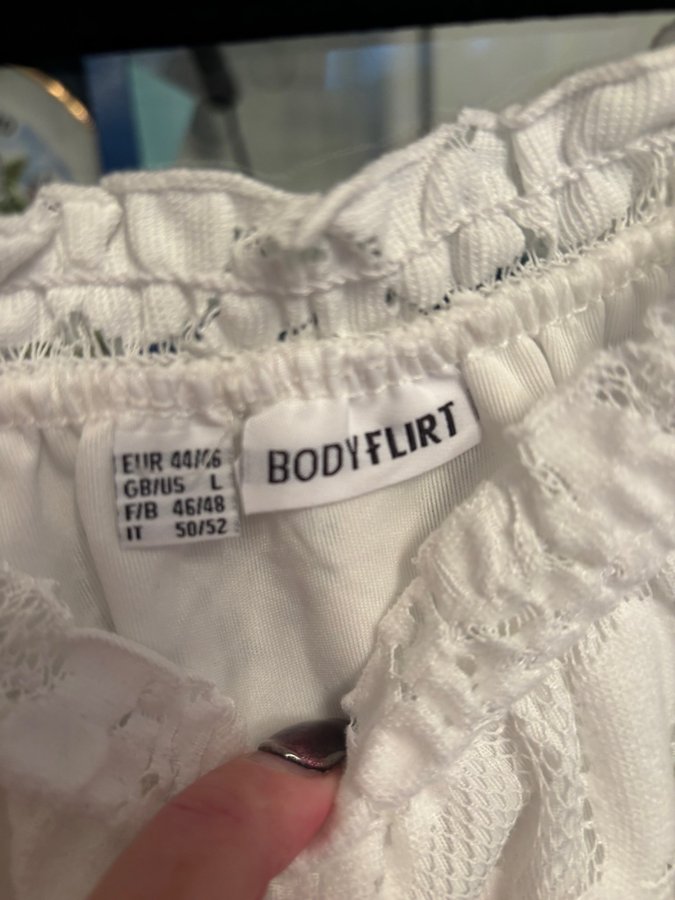 EUR 44/46
GB/US L
F/B 46/48
IT 50/52
BODYFLIRT